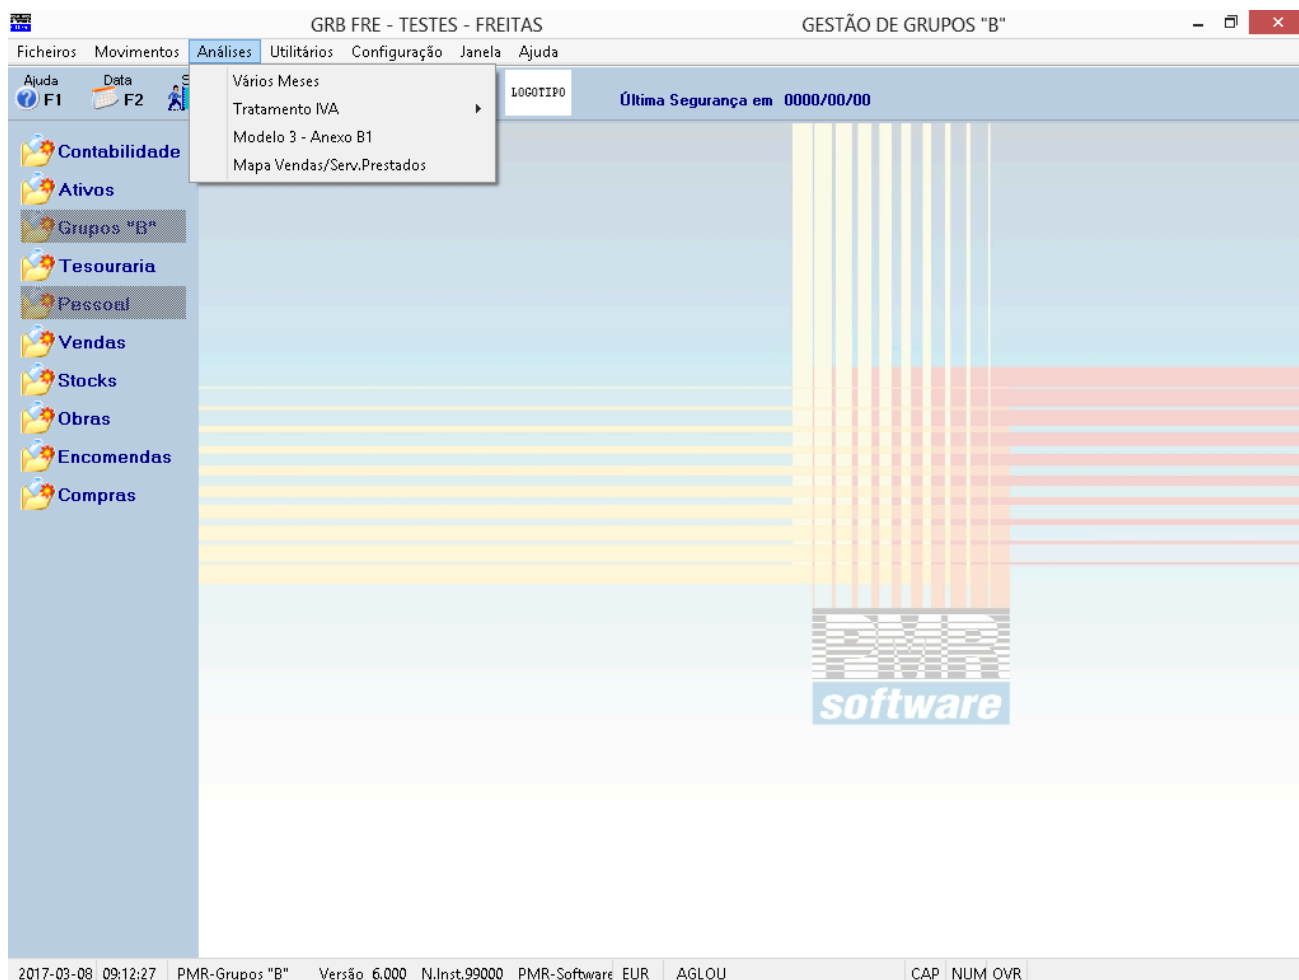 GRB FRE - TESTES - FREITAS GESTÃO DE GRUPOS "B"
Ficheiros Movimentos Análises Utilitários Configuração Janela Ajuda
Ajuda F1 Data F2 S
LOGOTIPO
Última Segurança em 0000/00/00
Vários Meses
Tratamento IVA
Modelo 3 - Anexo B1
Mapa Vendas/Serv.Prestados
Contabilidade
Ativos
Grupos "B"
Tesouraria
Pessoal
Vendas
Stocks
Obras
Encomendas
Compras
PMR
software
2017-03-08 09:12:27 PMR-Grupos "B" Versão 6.000 N.Inst.99000 PMR-Software EUR AGLOU CAP NUM OVR